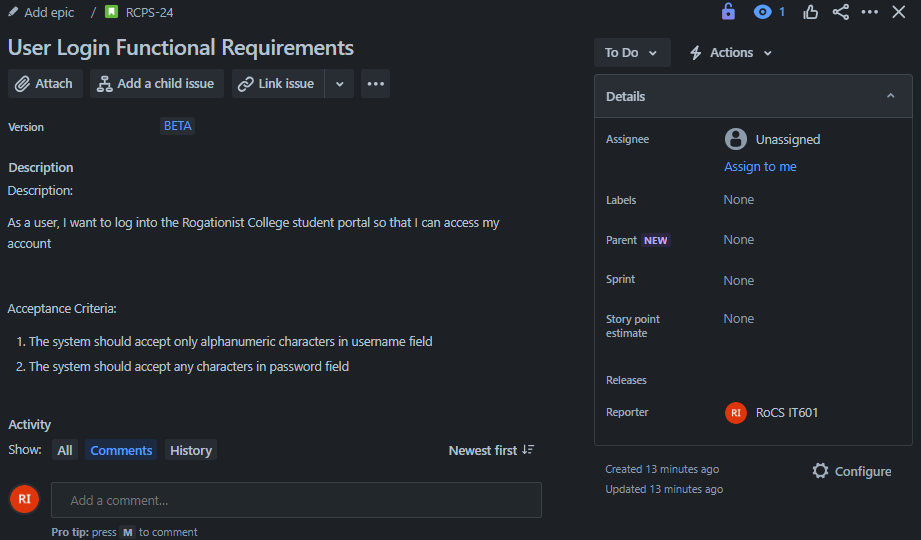 Add epic / RCPS-24
1
User Login Functional Requirements
Attach Add a child issue Link issue
Version BETA
Description
Description:
As a user, I want to log into the Rogationist College student portal so that I can access my
account
Acceptance Criteria:
1. The system should accept only alphanumeric characters in username field
2. The system should accept any characters in password field
Activity
Show: All Comments History Newest first
RI Add a comment...
Pro tip: press M to comment
To Do Actions
Details
Assignee Unassigned
Assign to me
Labels None
Parent NEW None
Sprint None
Story point
estimate None
Releases
Reporter RI RoCS IT601
Created 13 minutes ago Configure
Updated 13 minutes ago